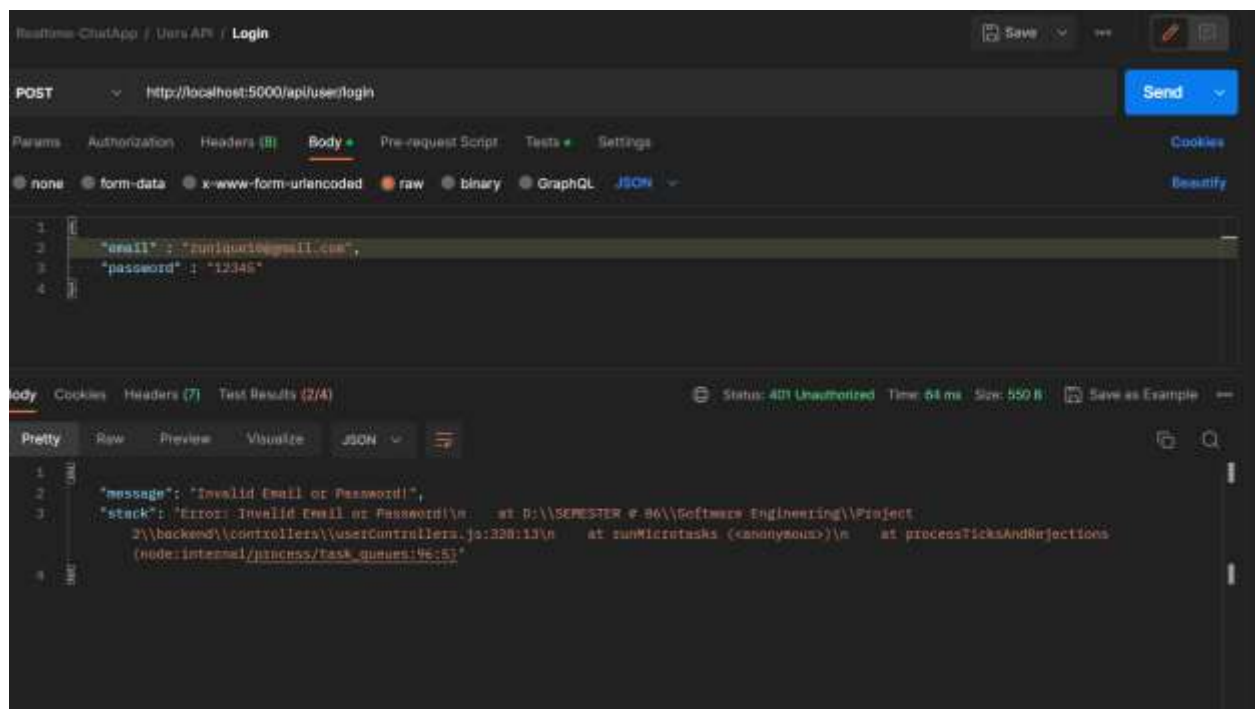 Realtime-ChatApp / Uers API / Login
Save
POST
http://localhost:5000/api/user/login
Send
Params Authorization Headers (8) Body Pre-request Script Tests Settings
Cookies
none form-data x-www-form-urlencoded raw binary GraphQL JSON
Beautify
1 {
2 "email" : "@gmail.com",
3 "password" : "12345"
4 }
Body Cookies Headers (7) Test Results (2/4)
Status: 401 Unauthorized Time: 64 ms Size: 550 B Save as Example
Pretty Raw Preview Visualize JSON
1 {
2 "message": "Invalid Email or Password!",
3 "stack": "Error: Invalid Email or Password!\n at D:\\SEMESTER # 06\\Software Engineering\\Project
2\\backend\\controllers\\userControllers.js:328:13\n at runMicrotasks (<anonymous>)\n at processTicksAndRejections
(node:internal/process/task_queues:96:5)"
4 }